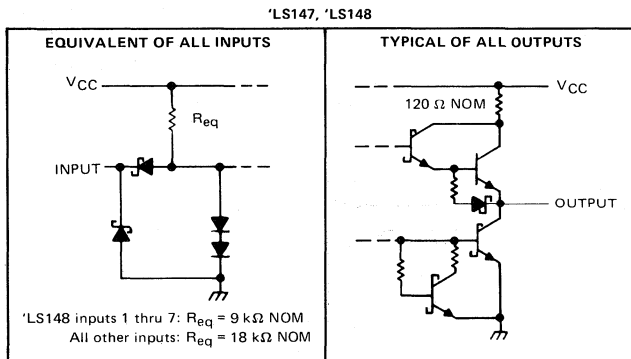 'LS147, 'LS148
EQUIVALENT OF ALL INPUTS
VCC
Req
INPUT
'LS148 inputs 1 thru 7: Req = 9 kΩ NOM
All other inputs: Req = 18 kΩ NOM
TYPICAL OF ALL OUTPUTS
VCC
120 Ω NOM
OUTPUT